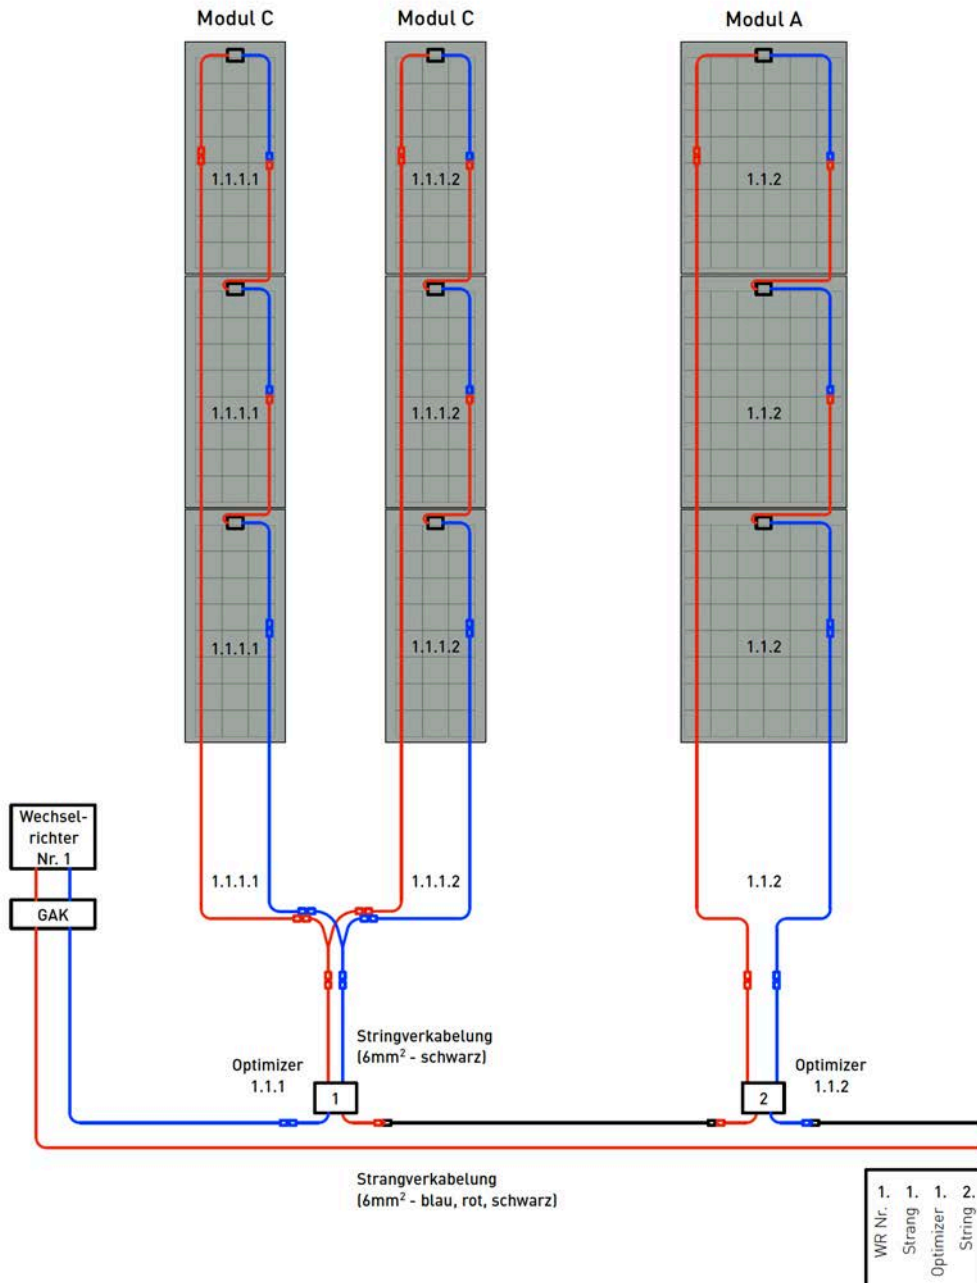 Modul C
Modul C
Modul A
1.1.1.1
1.1.1.2
1.1.2
1.1.1.1
1.1.1.2
1.1.2
1.1.1.1
1.1.1.2
1.1.2
Wechsel-
richter
Nr. 1
GAK
1.1.1.1
1.1.1.2
1.1.2
Stringverkabelung
(6mm² - schwarz)
Optimizer
1.1.1
Optimizer
1.1.2
1
2
Strangverkabelung
(6mm² - blau, rot, schwarz)
1. 1. 1. 2.
WR Nr.
Strang
Optimizer
String